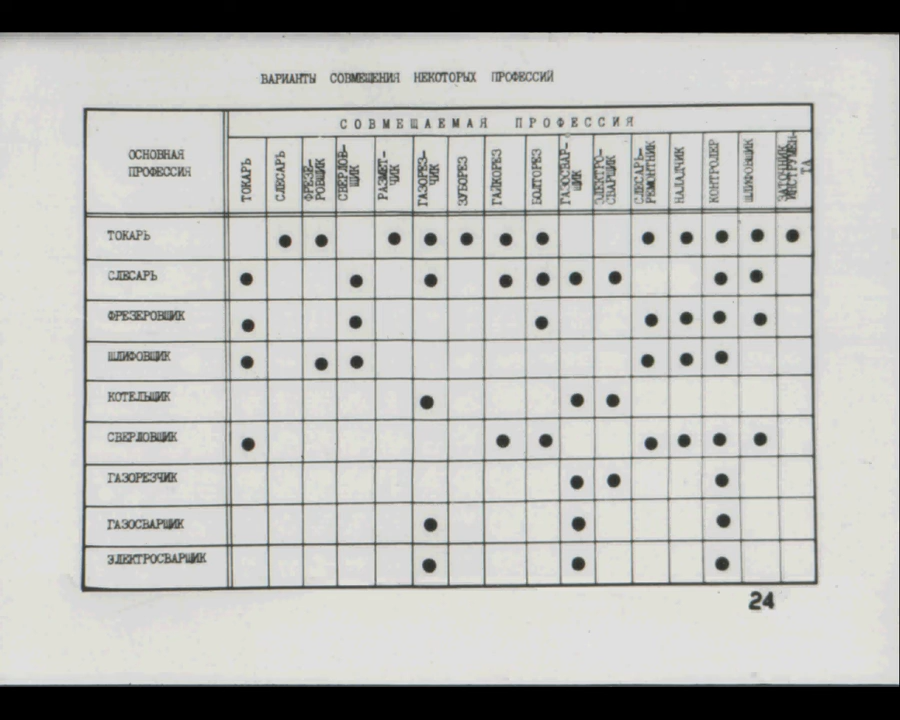 ВАРИАНТЫ СОВМЕЩЕНИЯ НЕКОТОРЫХ ПРОФЕССИЙ
ОСНОВНАЯ
ПРОФЕССИЯ
СОВМЕЩАЕМАЯ ПРОФЕССИЯ
ТОКАРЬ
СЛЕСАРЬ
ФРЕЗЕ-
РОВЩИК
СВЕРЛОВ-
ЩИК
РАЗМЕТ-
ЧИК
ГАЗОРЕЗ-
ЧИК
ЗУБОРЕЗ
ГАЙКОРЕЗ
БОЛТОРЕЗ
ГАЗОСВАР-
ЩИК
ЭЛЕКТРО-
СВАРЩИК
СЛЕСАРЬ-
РЕМОНТНИК
НАЛАДЧИК
КОНТРОЛЕР
ШЛИФОВЩИК
ИНСТРУМЕН-
ТА
ТОКАРЬ
СЛЕСАРЬ
ФРЕЗЕРОВЩИК
ШЛИФОВЩИК
КОТЕЛЬЩИК
СВЕРЛОВЩИК
ГАЗОРЕЗЧИК
ГАЗОСВАРЩИК
ЭЛЕКТРОСВАРЩИК
24